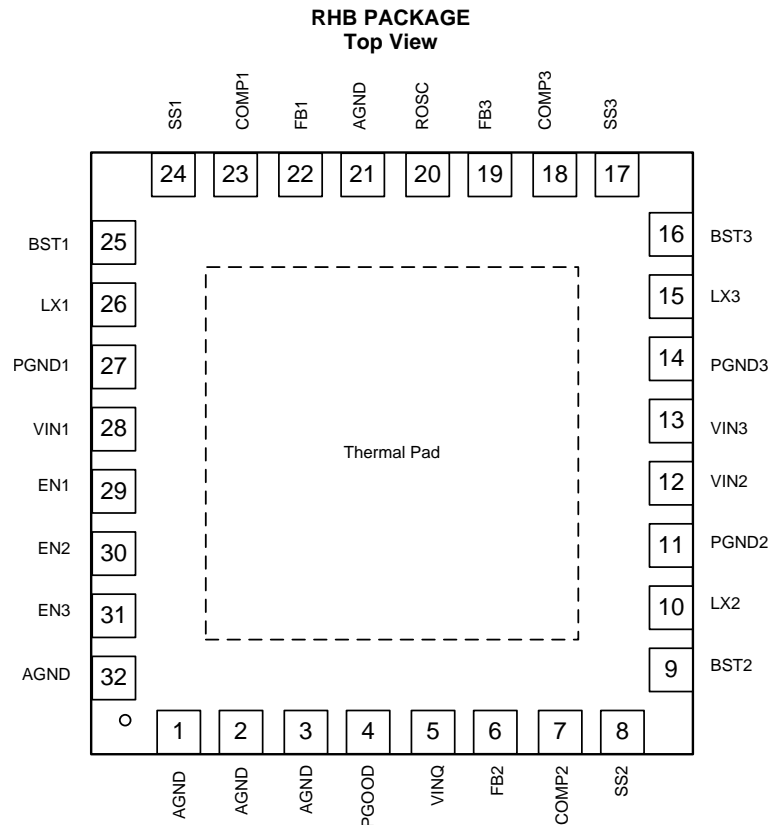 RHB PACKAGE
Top View
SS1
COMP1
FB1
AGND
ROSC
FB3
COMP3
SS3
24
23
22
21
20
19
18
17
BST1
25
16
BST3
LX1
26
15
LX3
PGND1
27
14
PGND3
VIN1
28
13
VIN3
Thermal Pad
EN1
29
12
VIN2
EN2
30
11
PGND2
EN3
31
10
LX2
AGND
32
9
BST2
1
2
3
4
5
6
7
8
AGND
AGND
AGND
PGOOD
VINQ
FB2
COMP2
SS2